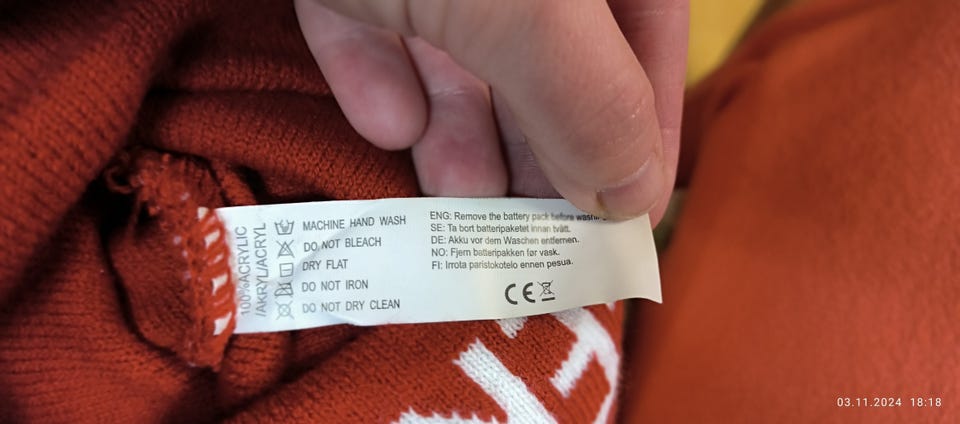 100%ACRYLIC
/AKRYL/ACRYL
MACHINE HAND WASH
DO NOT BLEACH
DRY FLAT
DO NOT IRON
DO NOT DRY CLEAN
ENG: Remove the battery pack before
SE: Ta bort batteripaketet innan tvätt.
DE: Akku vor dem Waschen entfernen.
NO: Fjern batteripakken før vask.
FI: Irrota paristokotelo ennen pesua.
CE
03.11.2024 18:18